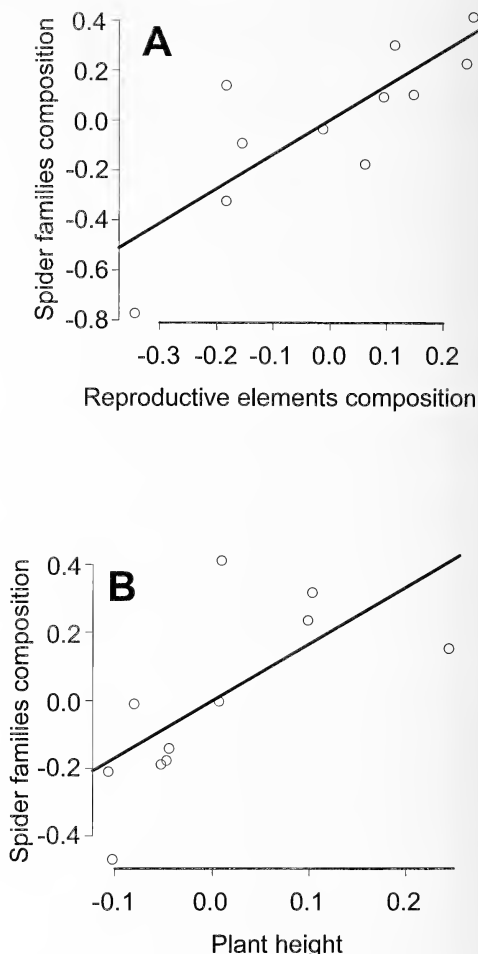 A
Spider families composition
0.4
0.2
0.0
-0.2
-0.4
-0.6
-0.8
-0.3 -0.2 -0.1 0.0 0.1 0.2
Reproductive elements composition
B
Spider families composition
0.4
0.2
0.0
-0.2
-0.4
-0.1 0.0 0.1 0.2
Plant height